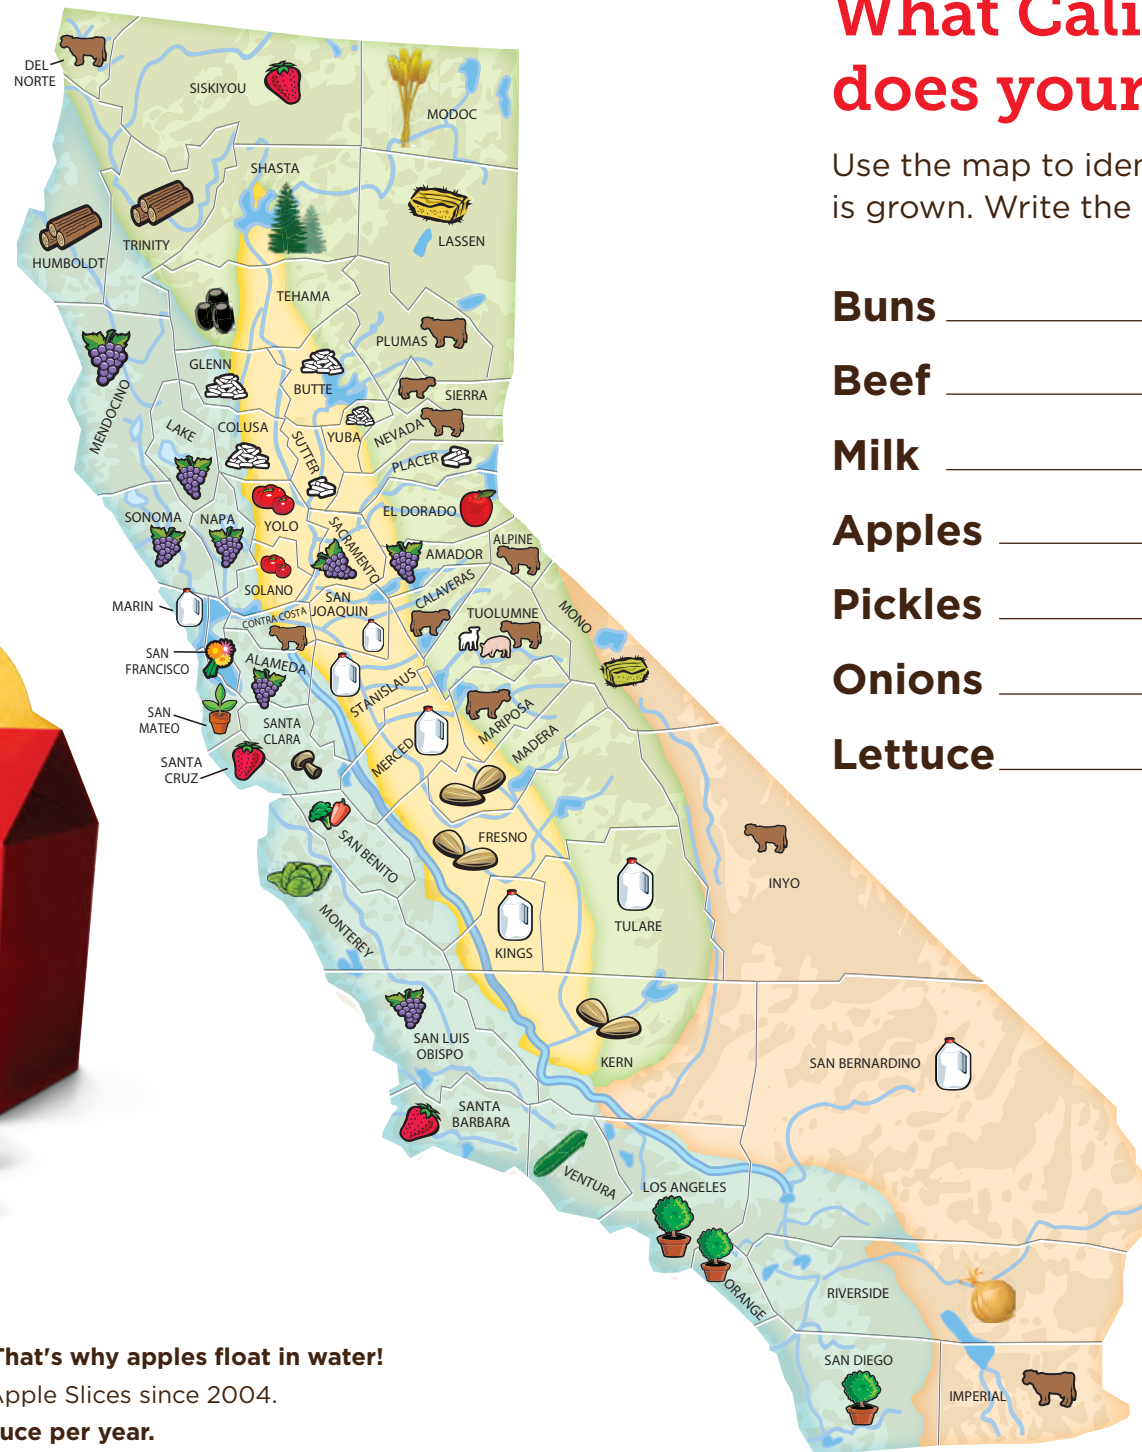 What Cali
does your
Use the map to iden
is grown. Write the
Buns
Beef
Milk
Apples
Pickles
Onions
Lettuce
DEL
NORTE
SISKIYOU
MODOC
SHASTA
HUMBOLDT
TRINITY
LASSEN
TEHAMA
PLUMAS
GLENN
BUTTE
SIERRA
MENDOCINO
LAKE
COLUSA
SUTTER
YUBA
NEVADA
PLACER
SONOMA
NAPA
YOLO
SACRAMENTO
EL DORADO
ALPINE
AMADOR
SOLANO
MARIN
CONTRA COSTA
SAN
JOAQUIN
CALAVERAS
TUOLUMNE
MONO
SAN
FRANCISCO
ALAMEDA
STANISLAUS
SAN
MATEO
SANTA
CLARA
MERCED
MARIPOSA
MADERA
SANTA
CRUZ
SAN BENITO
FRESNO
INYO
MONTEREY
KINGS
TULARE
SAN LUIS
OBISPO
KERN
SAN BERNARDINO
SANTA
BARBARA
VENTURA
LOS ANGELES
ORANGE
RIVERSIDE
SAN DIEGO
IMPERIAL
That's why apples float in water!
Apple Slices since 2004.
uce per year.